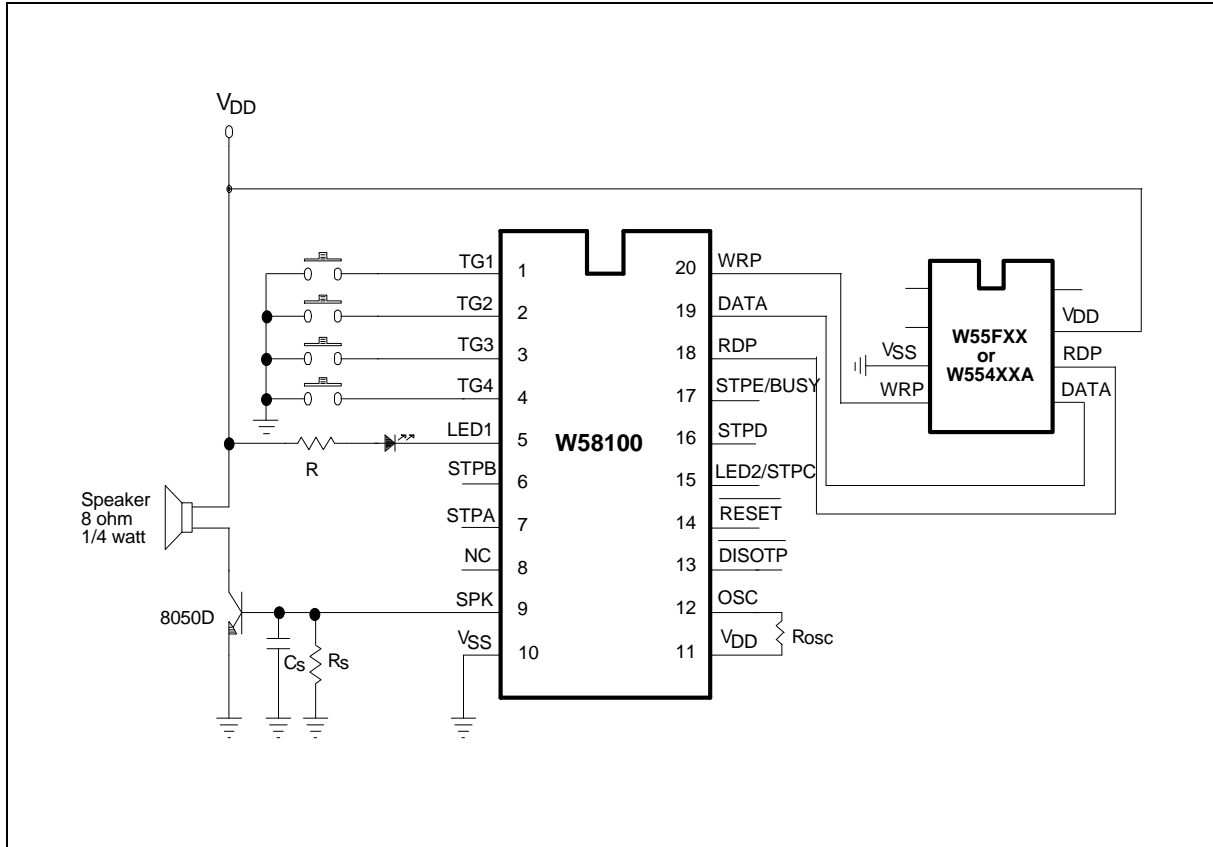 VDD
TG1
1
TG2
2
TG3
3
TG4
4
LED1
5
R
STPB
6
STPA
7
NC
8
SPK
9
VSS
10
Speaker
8 ohm
1/4 watt
8050D
Cs
Rs
W58100
20
WRP
19
DATA
18
RDP
17
STPE/BUSY
16
STPD
15
LED2/STPC
14
RESET
13
DISOTP
12
OSC
11
VDD
Rosc
W55FXX
or
W554XXA
VSS
WRP
VDD
RDP
DATA